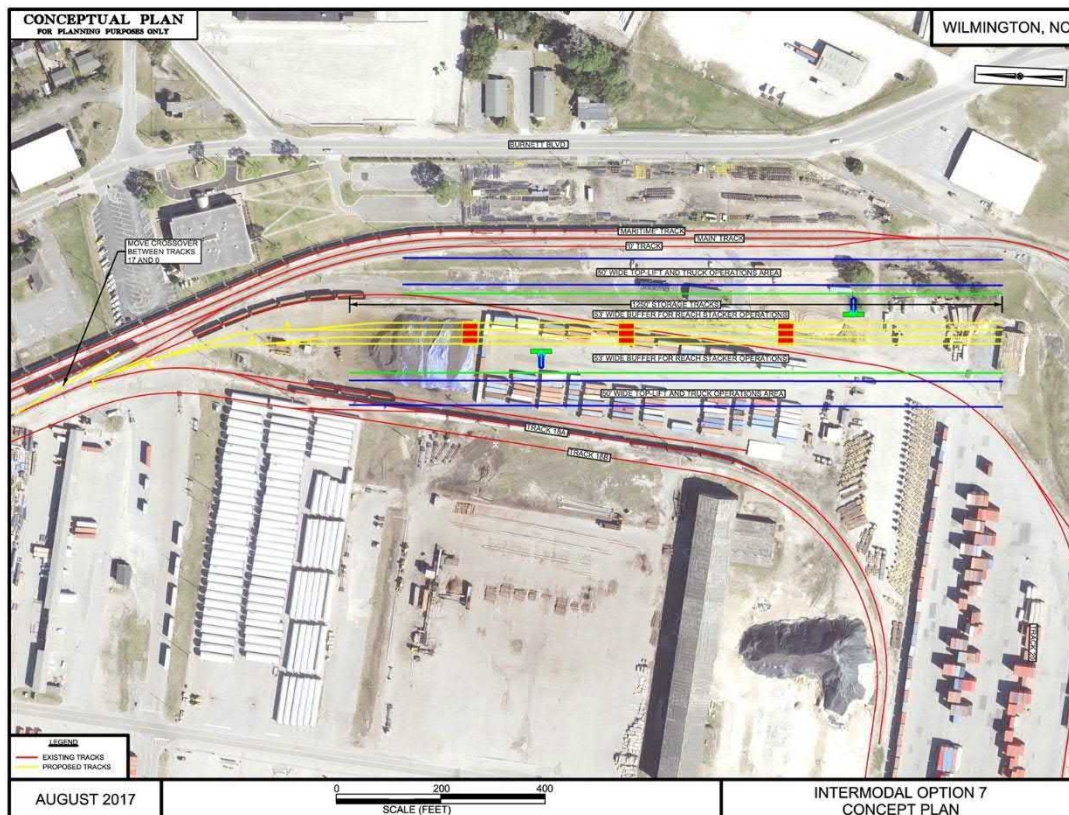 CONCEPTUAL PLAN
FOR PLANNING PURPOSES ONLY
WILMINGTON, NC
BURNETT BLVD
MOVE CROSSOVER
BETWEEN TRACKS
17 AND 0
MARITIME TRACK
'MAIN' TRACK
'0' TRACK
50' WIDE TOP-LIFT AND TRUCK OPERATIONS AREA
1250' STORAGE TRACKS
53' WIDE BUFFER FOR REACH STACKER OPERATIONS
53' WIDE BUFFER FOR REACH STACKER OPERATIONS
50' WIDE TOP-LIFT AND TRUCK OPERATIONS AREA
TRACK 18A
TRACK 18B
LEGEND
EXISTING TRACKS
PROPOSED TRACKS
AUGUST 2017
0 200 400
SCALE (FEET)
INTERMODAL OPTION 7
CONCEPT PLAN